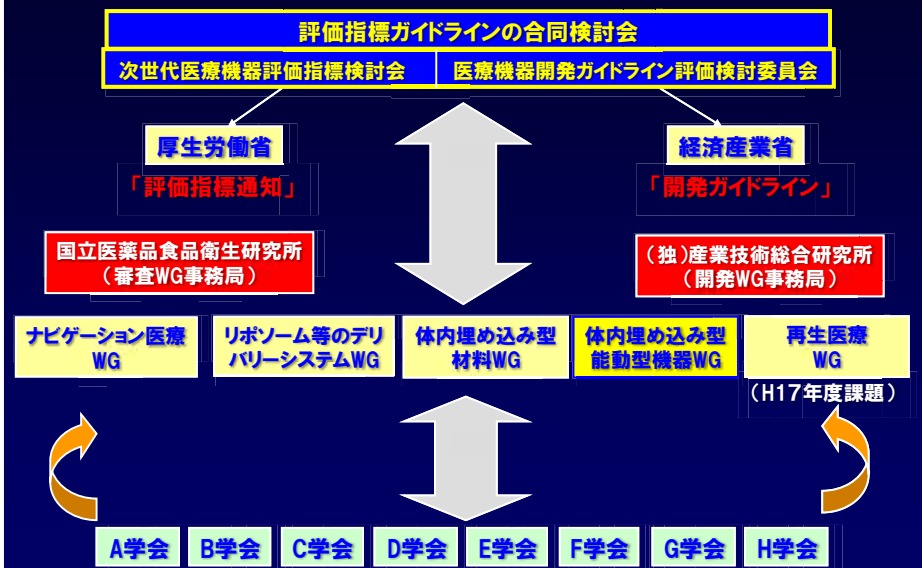 評価指標ガイドラインの合同検討会
次世代医療機器評価指標検討会
医療機器開発ガイドライン評価検討委員会
厚生労働省
経済産業省
「評価指標通知」
「開発ガイドライン」
国立医薬品食品衛生研究所
（審査WG事務局）
（独）産業技術総合研究所
（開発WG事務局）
ナビゲーション医療
WG
リポソーム等のデリ
バリーシステムWG
体内埋め込み型
材料WG
体内埋め込み型
能動型機器WG
再生医療
WG
（H17年度課題）
A学会
B学会
C学会
D学会
E学会
F学会
G学会
H学会